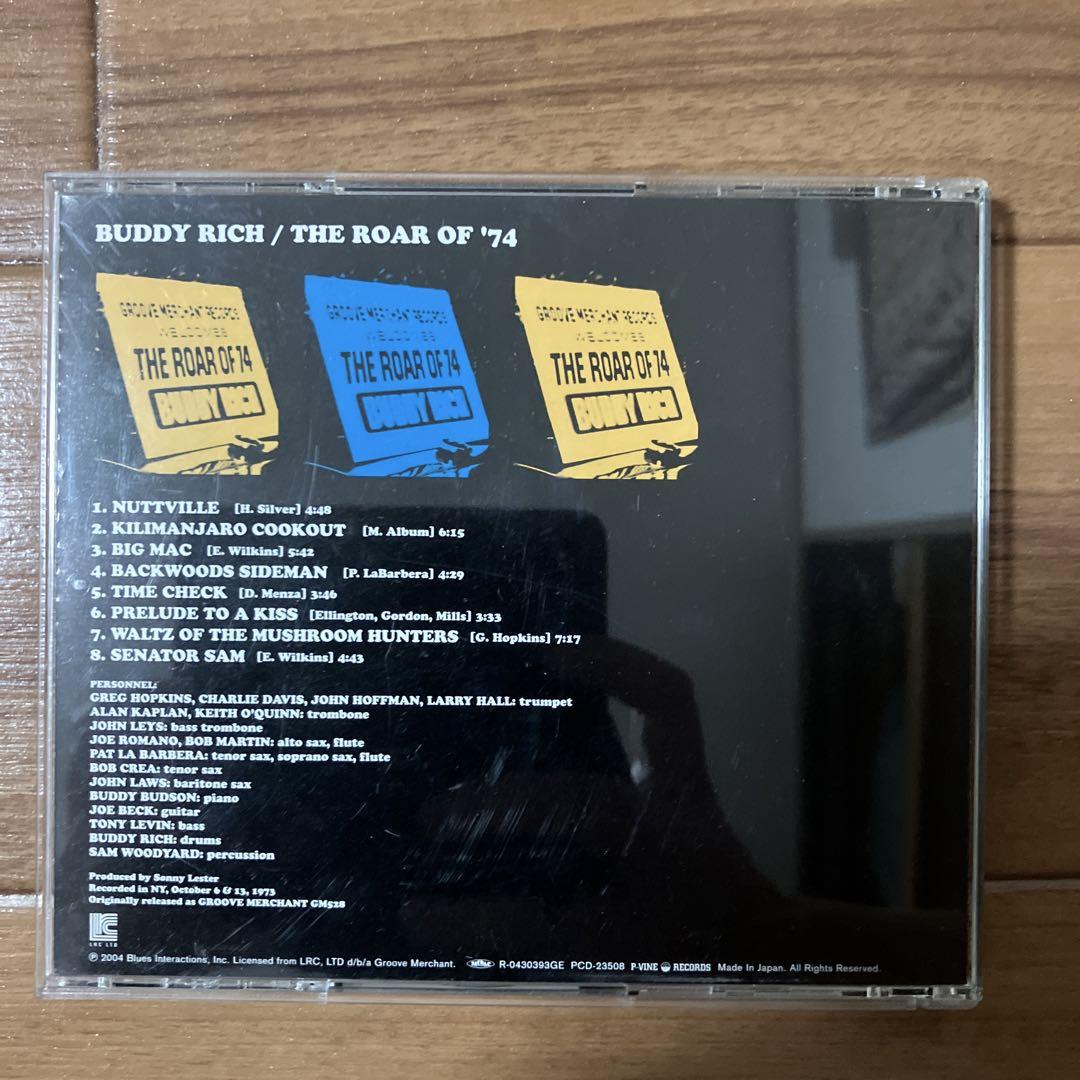 BUDDY RICH / THE ROAR OF '74
GROOVE MERCHANT RECORDS
WELCOMES
THE ROAR OF 74
BUDDY RICH
GROOVE MERCHANT RECORDS
WELCOMES
THE ROAR OF 74
BUDDY RICH
GROOVE MERCHANT RECORDS
WELCOMES
THE ROAR OF 74
BUDDY RICH
1. NUTTVILLE [H. Silver] 4:48
2. KILIMANJARO COOKOUT [M. Album] 6:15
3. BIG MAC [E. Wilkins] 5:42
4. BACKWOODS SIDEMAN [P. LaBarbera] 4:29
5. TIME CHECK [D. Menza] 3:46
6. PRELUDE TO A KISS [Ellington, Gordon, Mills] 3:33
7. WALTZ OF THE MUSHROOM HUNTERS [G. Hopkins] 7:17
8. SENATOR SAM [E. Wilkins] 4:43
PERSONNEL:
GREG HOPKINS, CHARLIE DAVIS, JOHN HOFFMAN, LARRY HALL: trumpet
ALAN KAPLAN, KEITH O'QUINN: trombone
JOHN LEYS: bass trombone
JOE ROMANO, BOB MARTIN: alto sax, flute
PAT LA BARBERA: tenor sax, soprano sax, flute
BOB CREA: tenor sax
JOHN LAWS: baritone sax
BUDDY BUDSON: piano
JOE BECK: guitar
TONY LEVIN: bass
BUDDY RICH: drums
SAM WOODYARD: percussion
Produced by Sonny Lester
Recorded in NY, October 6 & 13, 1973
Originally released as GROOVE MERCHANT GM528
LRC LTD
℗ 2004 Blues Interactions, Inc. Licensed from LRC, LTD d/b/a Groove Merchant. R-0430393GE PCD-23508 P-VINE RECORDS Made in Japan. All Rights Reserved.